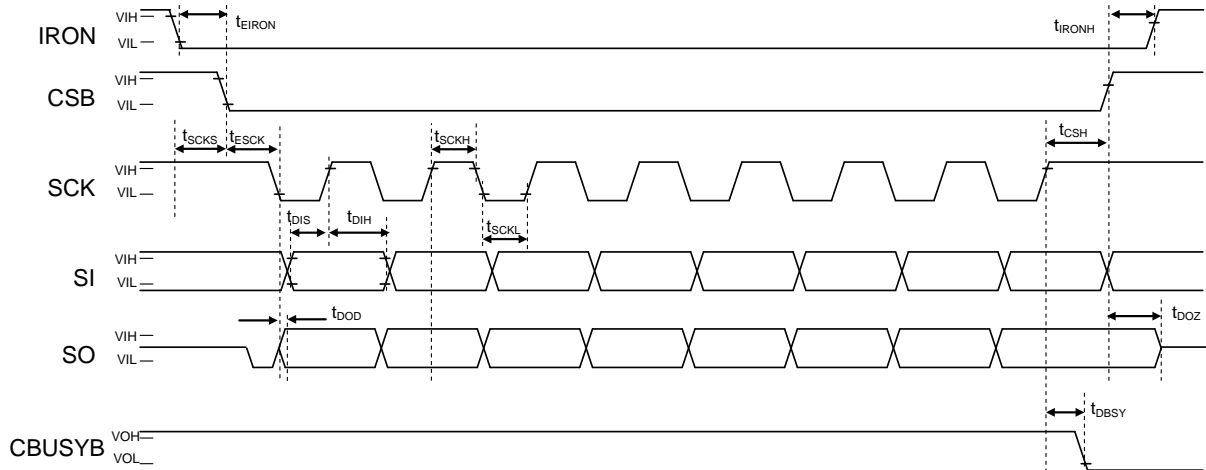 VIH
IRON
VIL
tEIRON
tIRONH
VIH
CSB
VIL
tSCKS
tESCK
tSCKH
tCSH
VIH
SCK
VIL
tDIS
tDIH
tSCKL
VIH
SI
VIL
tDOD
tDOZ
VIH
SO
VIL
tDBSY
VOH
CBUSYB
VOL